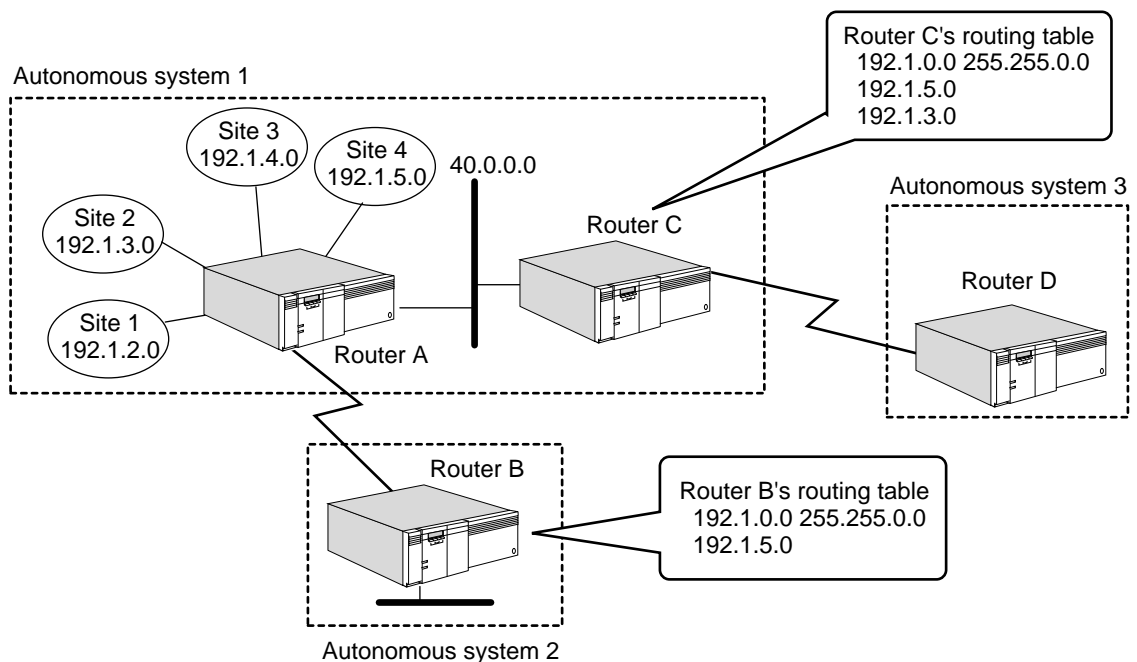 Autonomous system 1
Router C's routing table
192.1.0.0 255.255.0.0
192.1.5.0
192.1.3.0
Site 3
192.1.4.0
Site 4
192.1.5.0
40.0.0.0
Autonomous system 3
Site 2
192.1.3.0
Router C
Router D
Site 1
192.1.2.0
Router A
Router B
Router B's routing table
192.1.0.0 255.255.0.0
192.1.5.0
Autonomous system 2